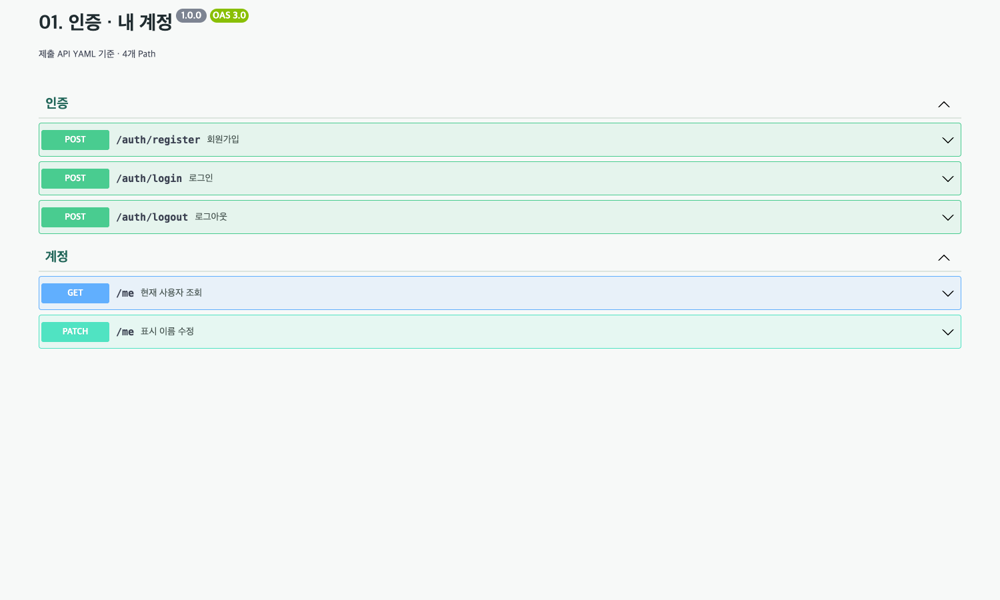 01. 인증 · 내 계정 1.0.0 OAS 3.0
제출 API YAML 기준 · 4개 Path
인증
POST /auth/register 회원가입
POST /auth/login 로그인
POST /auth/logout 로그아웃
계정
GET /me 현재 사용자 조회
PATCH /me 표시 이름 수정